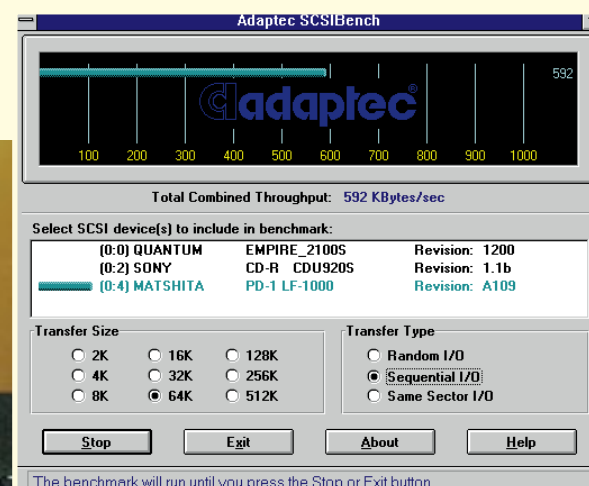 Adaptec SCSIBench
592
adaptec®
100 200 300 400 500 600 700 800 900 1000
Total Combined Throughput: 592 KBytes/sec
Select SCSI device(s) to include in benchmark:
(0:0) QUANTUM EMPIRE_2100S Revision: 1200
(0:2) SONY CD-R CDU920S Revision: 1.1b
(0:4) MATSHITA PD-1 LF-1000 Revision: A109
Transfer Size
2K 16K 128K
4K 32K 256K
8K 64K 512K
Transfer Type
Random I/O
Sequential I/O
Same Sector I/O
Stop Exit About Help
The benchmark will run until you press the Stop or Exit button